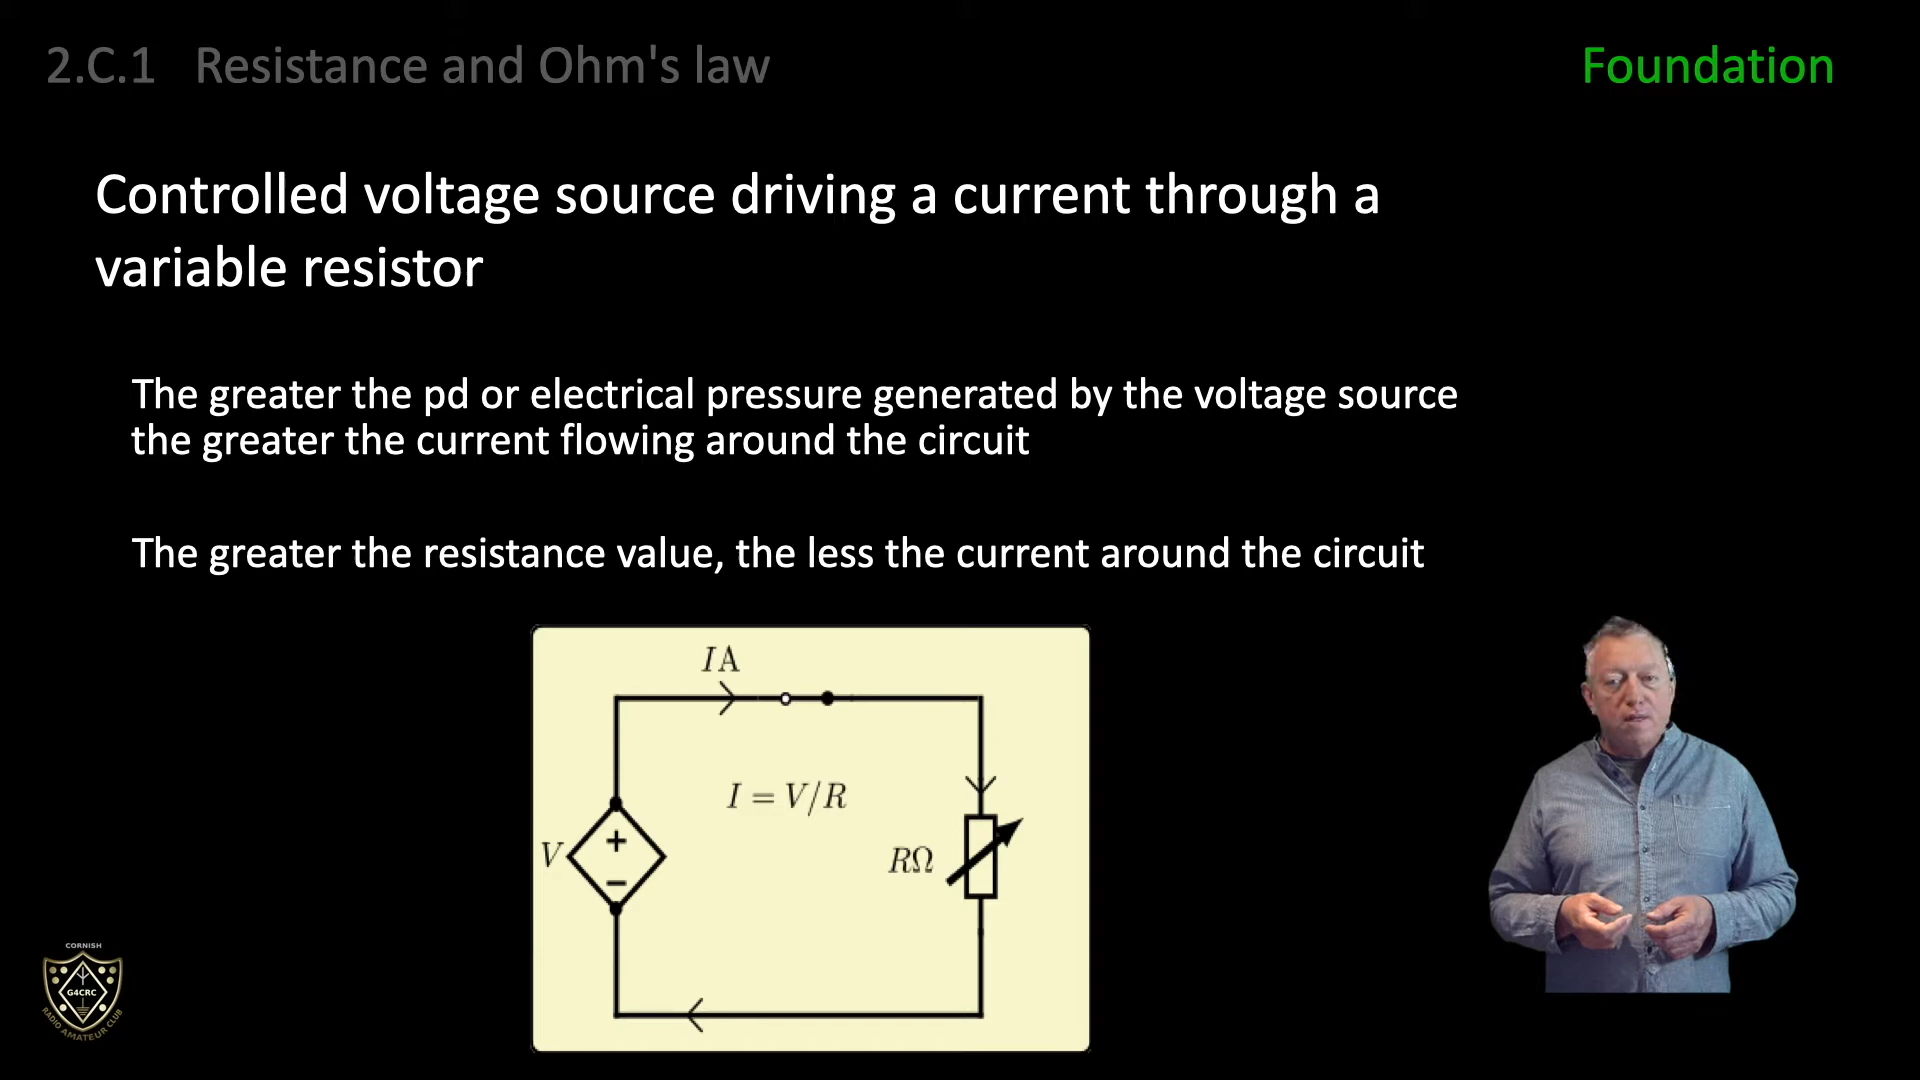 2.C.1 Resistance and Ohm's law
Foundation
Controlled voltage source driving a current through a
variable resistor
The greater the pd or electrical pressure generated by the voltage source
the greater the current flowing around the circuit
The greater the resistance value, the less the current around the circuit
IA
I = V/R
V
+
−
RΩ
CORNISH
G4CRC
RADIO AMATEUR CLUB